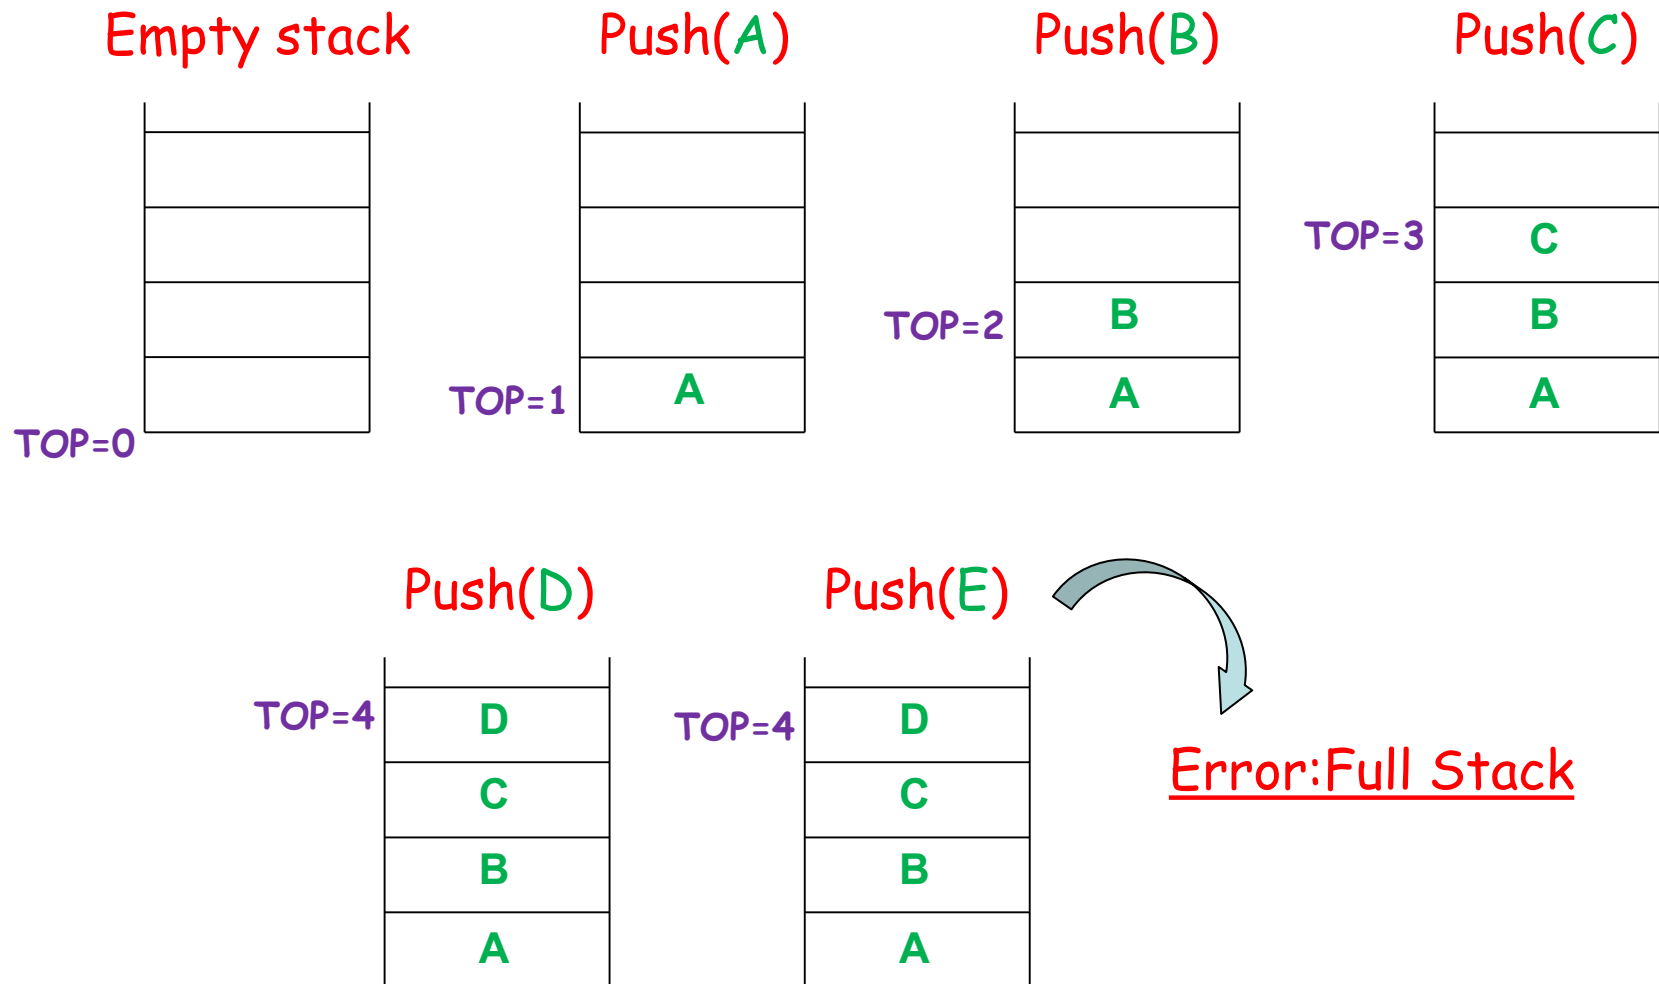 Empty stack
Push(A)
Push(B)
Push(C)
TOP=0
TOP=1
A
TOP=2
B
A
TOP=3
C
B
A
Push(D)
Push(E)
TOP=4
D
C
B
A
TOP=4
D
C
B
A
Error:Full Stack